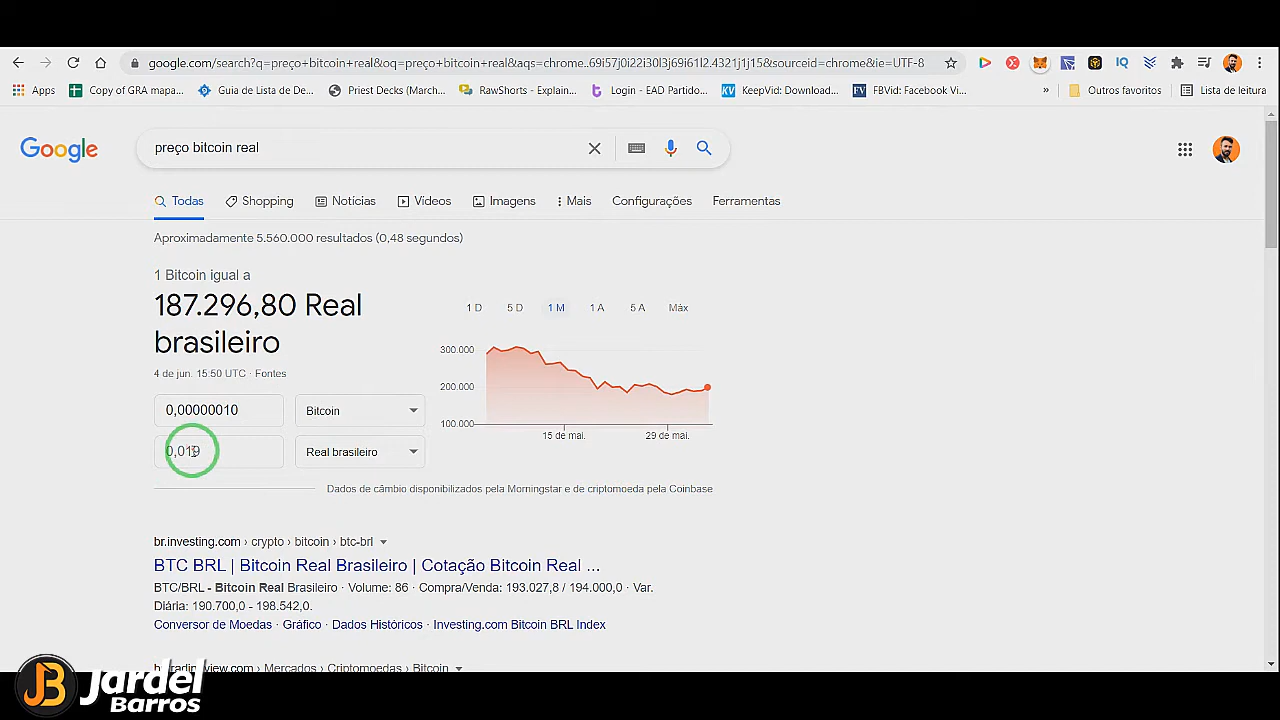 google.com/search?q=preço+bitcoin+real&oq=preço+bitcoin+real&aqs=chrome..69i57j0i22i30l3j69i61l2.4321j1j15&sourceid=chrome&ie=UTF-8
Apps
Copy of GRA mapa...
Guia de Lista de De...
Priest Decks (March...
RawShorts - Explain...
Login - EAD Partido...
KV
KeepVid: Download...
FV
FBVid: Facebook Vi...
»
Outros favoritos
Lista de leitura
Google
preço bitcoin real
Todas
Shopping
Notícias
Vídeos
Imagens
Mais
Configurações
Ferramentas
Aproximadamente 5.560.000 resultados (0,48 segundos)
1 Bitcoin igual a
187.296,80 Real
brasileiro
4 de jun. 15:50 UTC · Fontes
0,00000010
Bitcoin
0,019
Real brasileiro
1 D
5 D
1 M
1 A
5 A
Máx
300.000
200.000
100.000
15 de mai.
29 de mai.
Dados de câmbio disponibilizados pela Morningstar e de criptomoeda pela Coinbase
br.investing.com › crypto › bitcoin › btc-brl
BTC BRL | Bitcoin Real Brasileiro | Cotação Bitcoin Real ...
BTC/BRL - Bitcoin Real Brasileiro · Volume: 86 · Compra/Venda: 193.027,8 / 194.000,0 · Var.
Diária: 190.700,0 - 198.542,0.
Conversor de Moedas · Gráfico · Dados Históricos · Investing.com Bitcoin BRL Index
› Mercados › Criptomoedas › Bitcoin
JB
Jardel
Barros